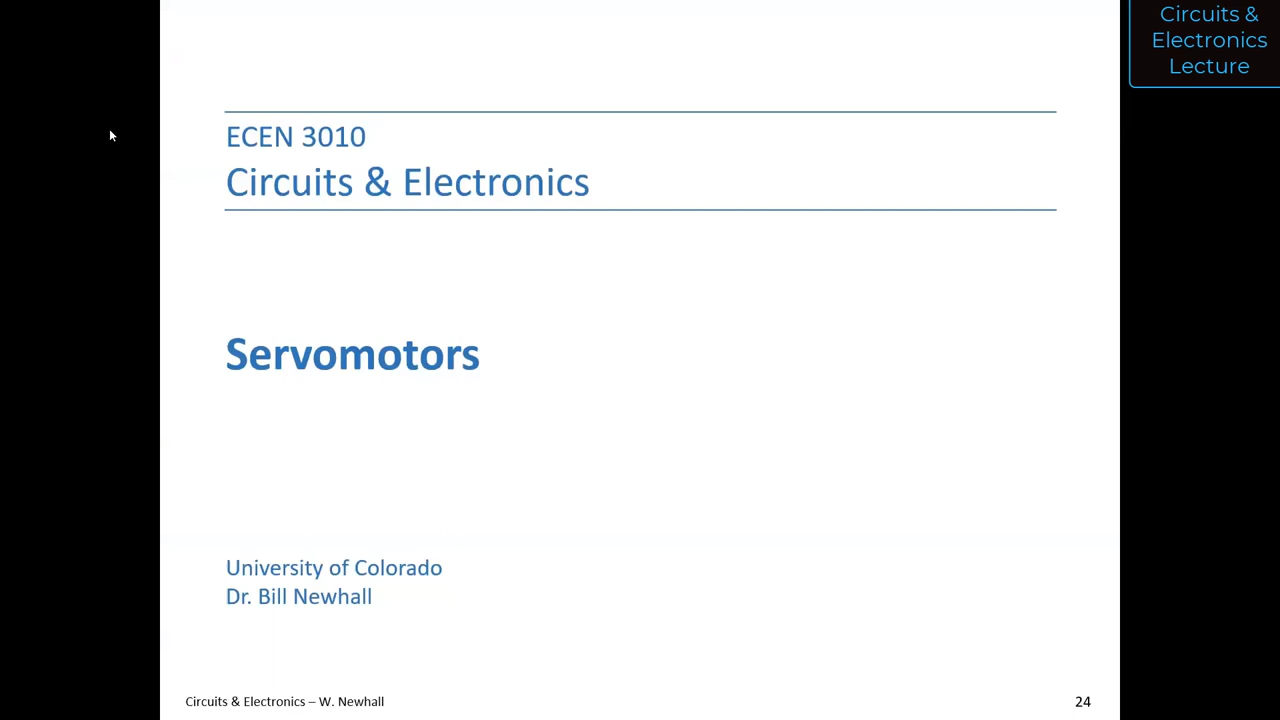 Circuits &
Electronics
Lecture
ECEN 3010
Circuits & Electronics
Servomotors
University of Colorado
Dr. Bill Newhall
Circuits & Electronics – W. Newhall
24